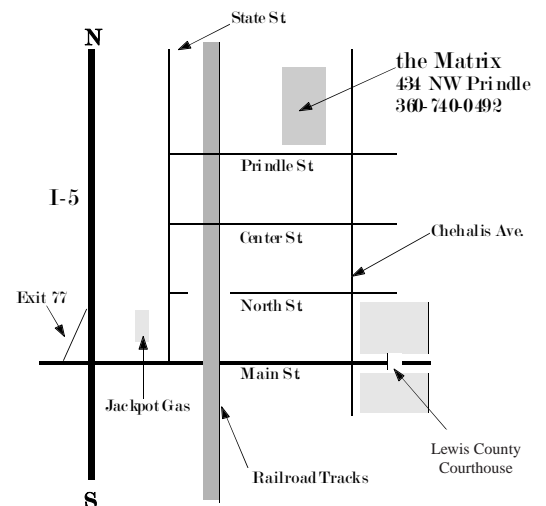 State St.
N
the Matrix
434 NW Prindle
360-740-0492
Prindle St.
I-5
Center St.
Chehalis Ave.
Exit 77
North St.
Main St.
Jackpot Gas
Lewis County
Courthouse
Railroad Tracks
S